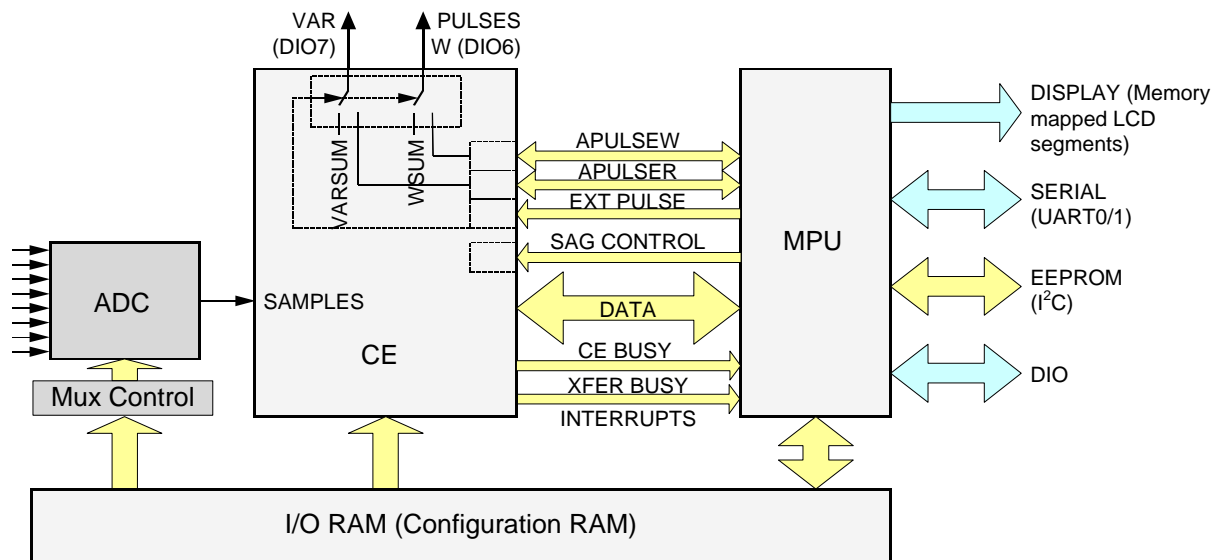 VAR
(DIO7)
PULSES
W (DIO6)
VARSUM
WSUM
APULSEW
APULSER
EXT PULSE
SAG CONTROL
DATA
CE BUSY
XFER BUSY
INTERRUPTS
SAMPLES
CE
ADC
Mux Control
MPU
DISPLAY (Memory
mapped LCD
segments)
SERIAL
(UART0/1)
EEPROM
(I²C)
DIO
I/O RAM (Configuration RAM)